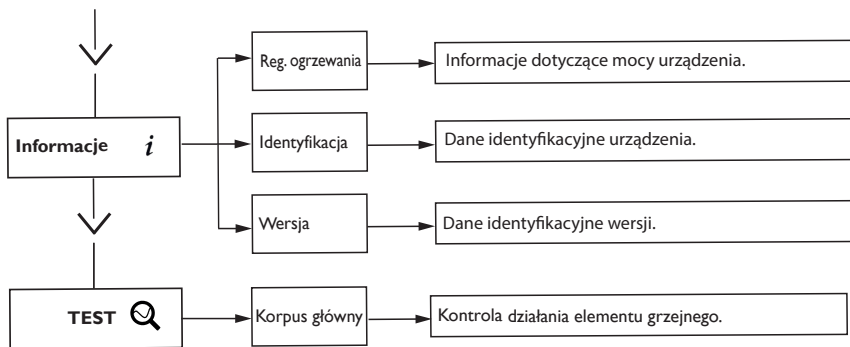 Reg. ogrzewania
Informacje dotyczące mocy urządzenia.
Informacje i
Identyfikacja
Dane identyfikacyjne urządzenia.
Wersja
Dane identyfikacyjne wersji.
TEST
Korpus główny
Kontrola działania elementu grzejnego.